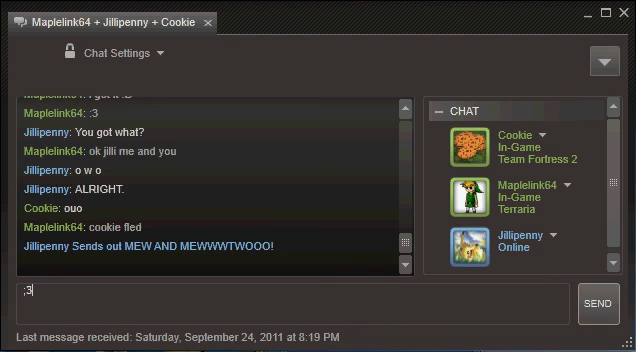 Maplelink64 + Jillipenny + Cookie
Chat Settings
Maplelink64: I got it :D
Maplelink64: :3
Jillipenny: You got what?
Maplelink64: ok jilli me and you
Jillipenny: o w o
Jillipenny: ALRIGHT.
Cookie: ouo
Maplelink64: cookie fled
Jillipenny Sends out MEW AND MEWWWTWOOO!
CHAT
Cookie
In-Game
Team Fortress 2
Maplelink64
In-Game
Terraria
Jillipenny
Online
;3
SEND
Last message received: Saturday, September 24, 2011 at 8:19 PM